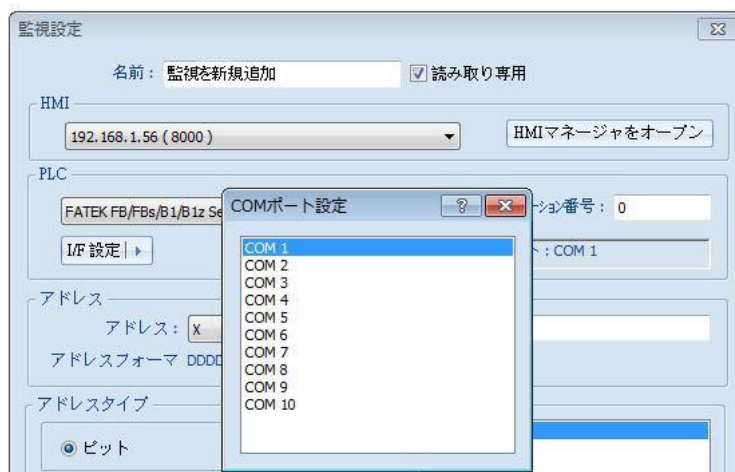 監視設定
名前： 監視を新規追加 読み取り専用
HMI
192.168.1.56 ( 8000 ) HMIマネージャをオープン
PLC
FATEK FB/FBs/B1/B1z Se ーション番号： 0
I/F 設定
: COM 1
COMポート設定
COM 1
COM 2
COM 3
COM 4
COM 5
COM 6
COM 7
COM 8
COM 9
COM 10
アドレス
アドレス： X
アドレスフォーマ DDDD
アドレスタイプ
ビット